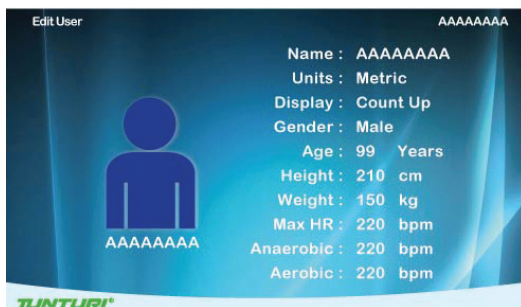 Edit User AAAAAAAA
Name : AAAAAAAA
Units : Metric
Display : Count Up
Gender : Male
Age : 99 Years
Height : 210 cm
Weight : 150 kg
Max HR : 220 bpm
Anaerobic : 220 bpm
Aerobic : 220 bpm
AAAAAAAA
TUNTURI®